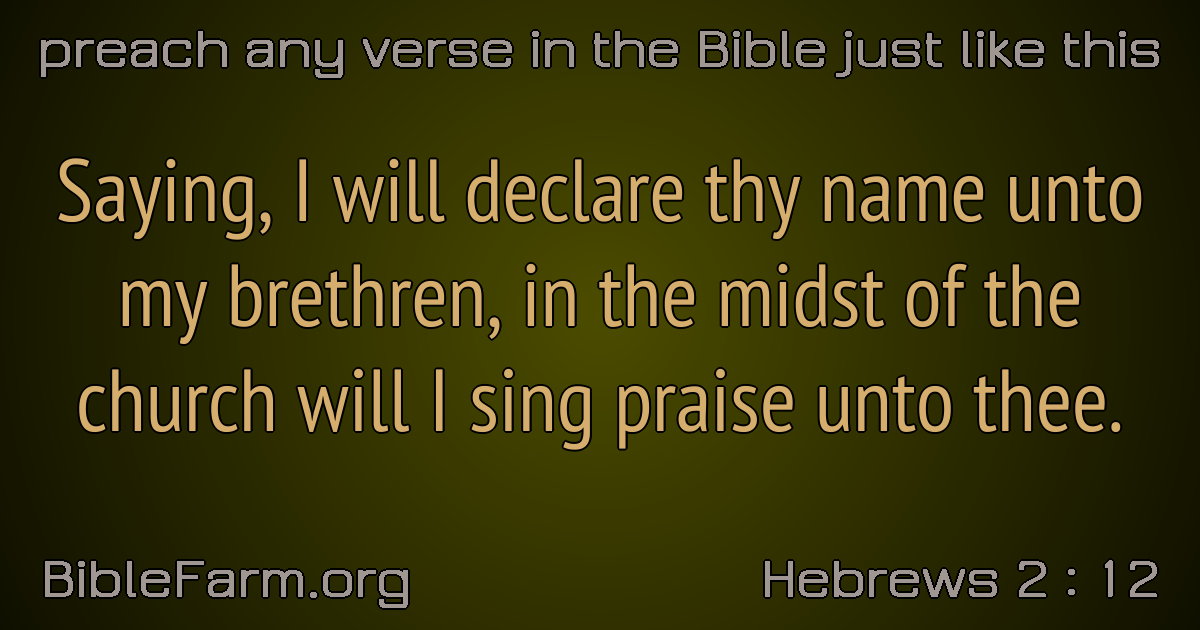 preach any verse in the Bible just like this
Saying, I will declare thy name unto
my brethren, in the midst of the
church will I sing praise unto thee.
BibleFarm.org
Hebrews 2 : 12